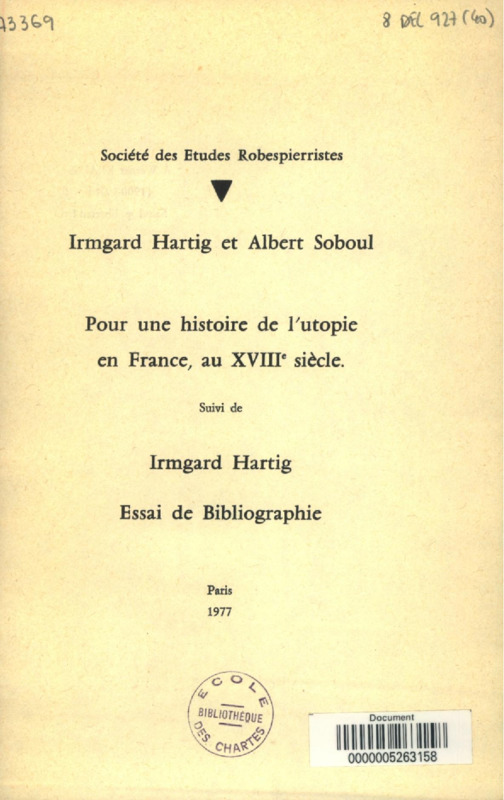 A3369
8 DEL 927 (40)
Société des Etudes Robespierristes
Irmgard Hartig et Albert Soboul
Pour une histoire de l'utopie
en France, au XVIIIe siècle.
Suivi de
Irmgard Hartig
Essai de Bibliographie
Paris
1977
ECOLE
BIBLIOTHÈQUE
DES CHARTES
Document
0000005263158